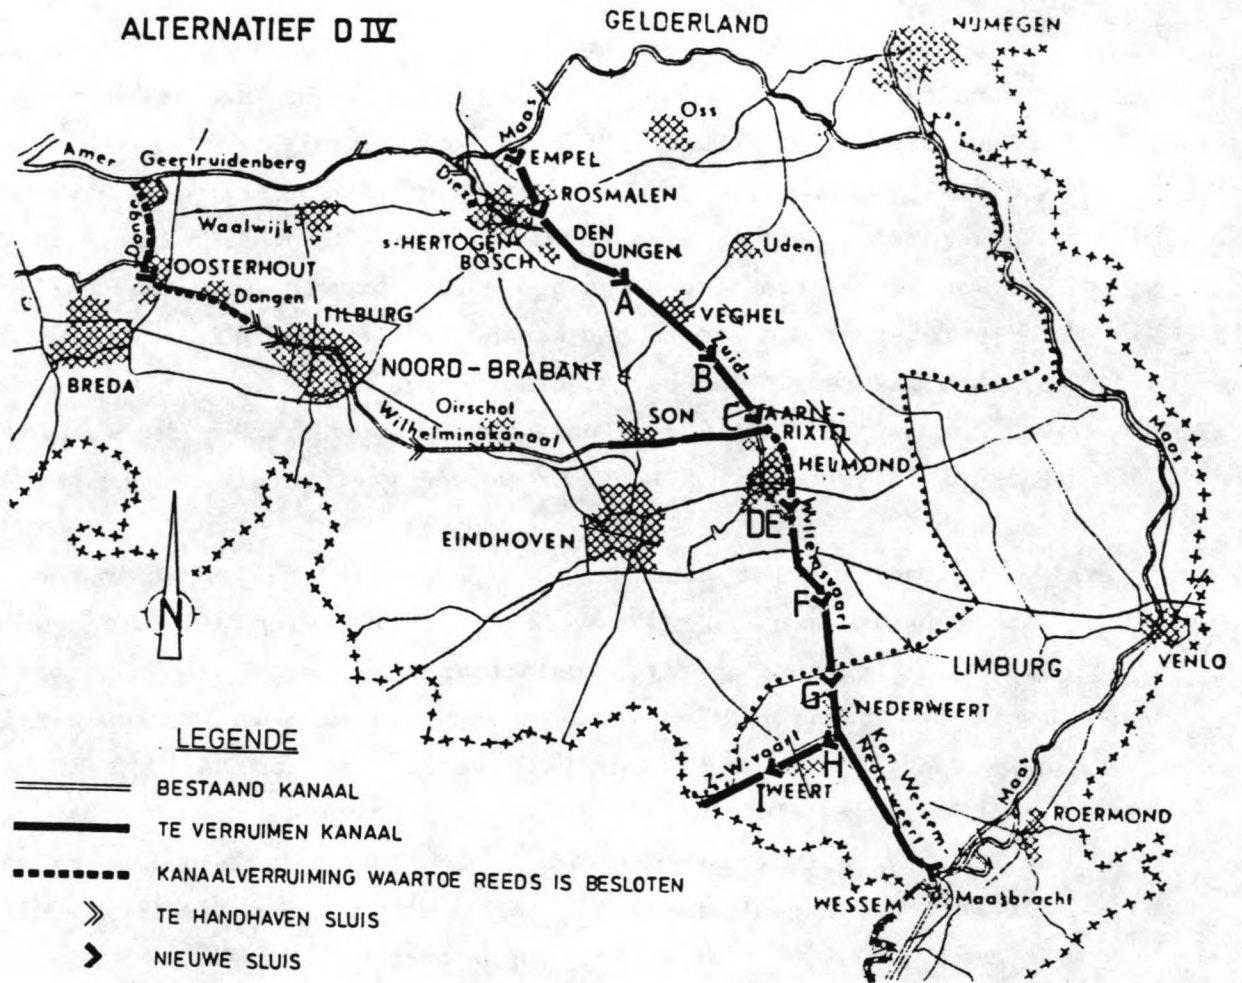 ALTERNATIEF D IV
GELDERLAND
NIJMEGEN
Oss
Maas
Amer
Geertruidenberg
EMPEL
Dieze
ROSMALEN
Donge
Waalwijk
DEN
DUNGEN
s-HERTOGEN
BOSCH
Uden
OOSTERHOUT
Dongen
A
VEGHEL
TILBURG
Zuid-
B
NOORD-BRABANT
BREDA
Oirschot
SON
C
AARLE-
RIXTEL
Wilhelminakanaal
Maas
HELMOND
DE
EINDHOVEN
Willemsvaart
F
N
LIMBURG
VENLO
G
NEDERWEERT
Z.-W.vaart
H
Kan. Wessem
Nederweert
I
WEERT
Maas
ROERMOND
WESSEM
Maasbracht
LEGENDE
BESTAAND KANAAL
TE VERRUIMEN KANAAL
KANAALVERRUIMING WAARTOE REEDS IS BESLOTEN
TE HANDHAVEN SLUIS
NIEUWE SLUIS